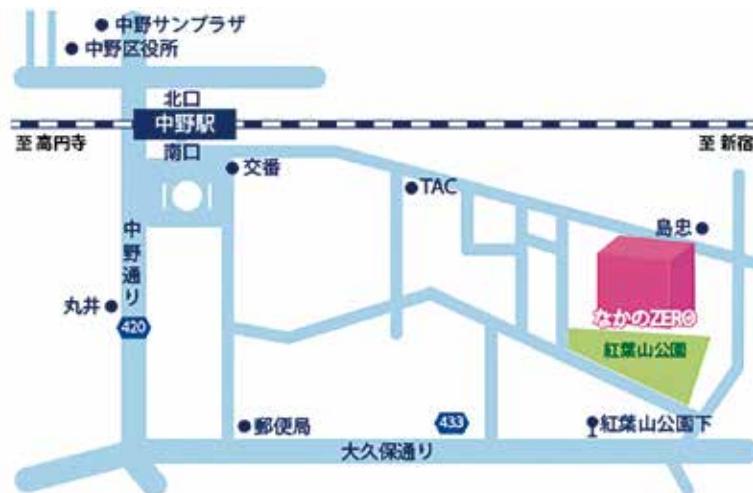 中野サンプラザ
中野区役所
北口
中野駅
至 高円寺
至 新宿
南口
交番
TAC
島忠
中野通り
丸井
420
なかのZERO
紅葉山公園
郵便局
433
紅葉山公園下
大久保通り